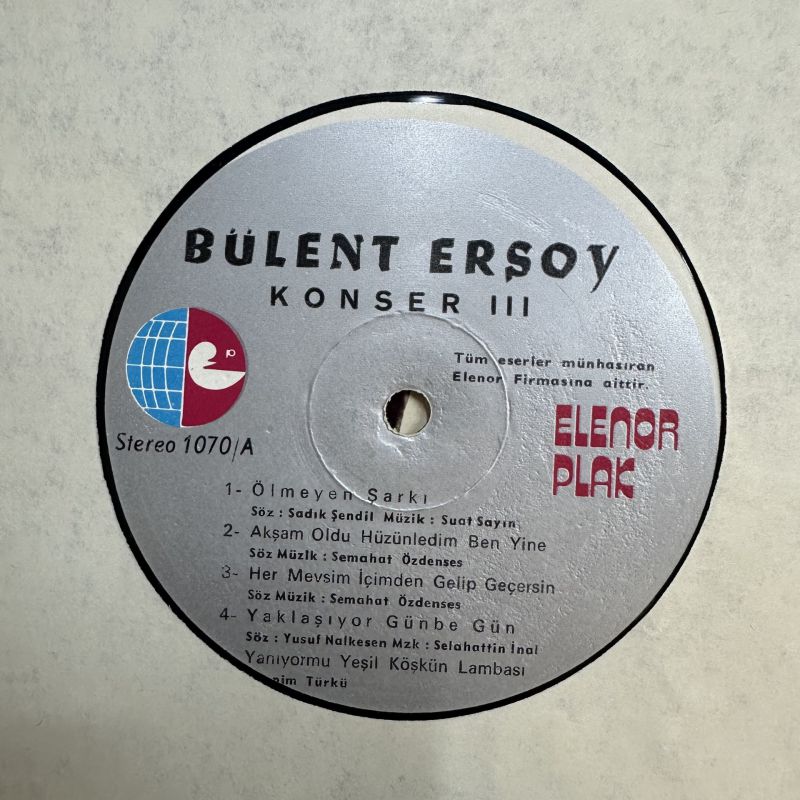 BÜLENT ERSOY
KONSER III
Tüm eserler münhasıran
Elenor Firmasına aittir.
ELENOR
PLAK
Stereo 1070/A
1- Ölmeyen Şarkı
Söz : Sadık Şendil Müzik : Suat Sayın
2- Akşam Oldu Hüzünledim Ben Yine
Söz Müzik : Semahat Özdenses
3- Her Mevsim İçimden Gelip Geçersin
Söz Müzik : Semahat Özdenses
4- Yaklaşıyor Günbe Gün
Söz : Yusuf Nalkesen Mzk : Selahattin İnal
Yanıyormu Yeşil Köşkün Lambası
Türkü